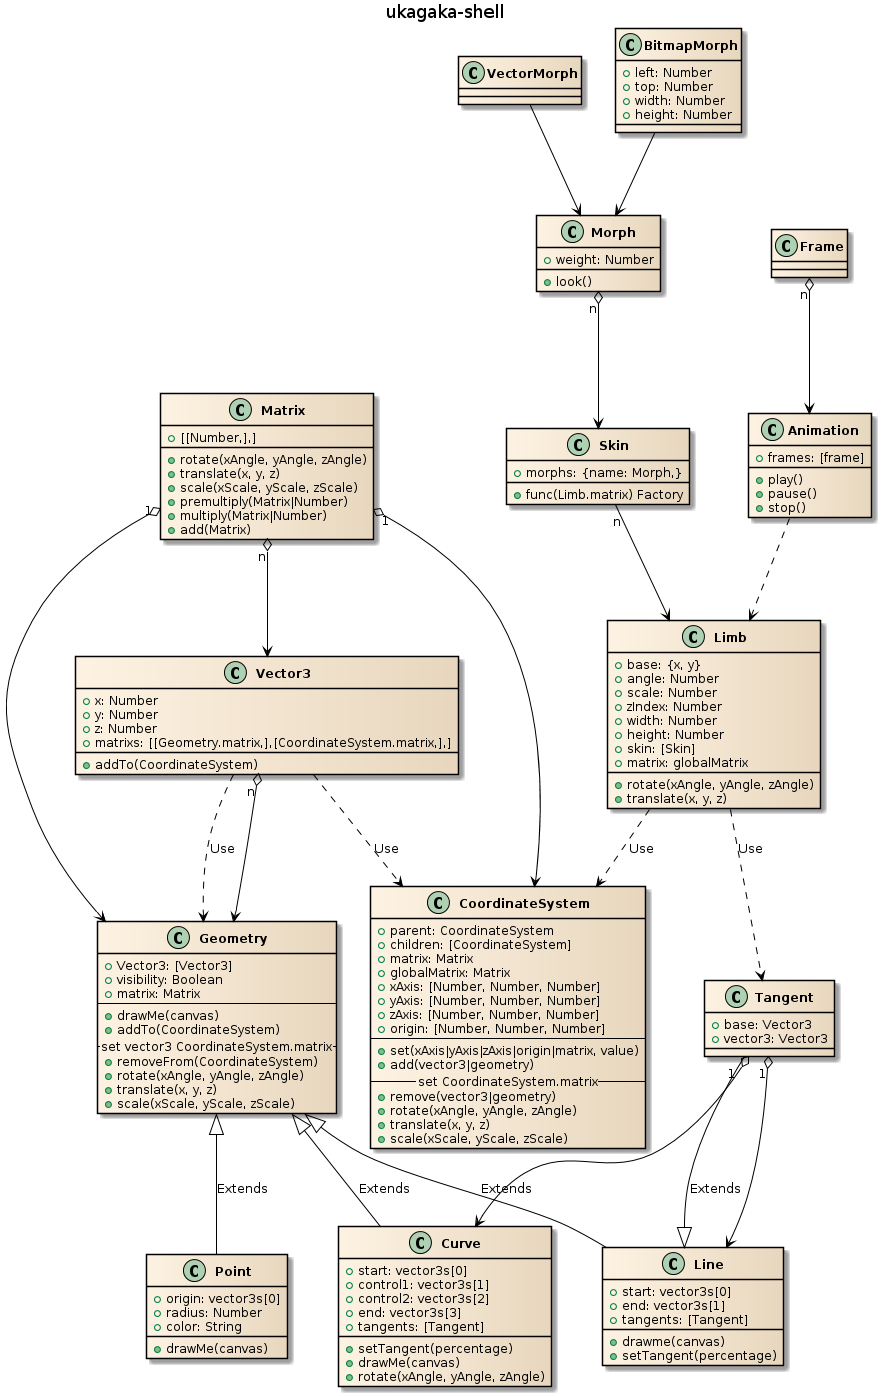 ukagaka-shell
C VectorMorph
C BitmapMorph
left: Number
top: Number
width: Number
height: Number
C Morph
weight: Number
look()
n
C Frame
n
C Matrix
[[Number,],]
rotate(xAngle, yAngle, zAngle)
translate(x, y, z)
scale(xScale, yScale, zScale)
premultiply(Matrix|Number)
multiply(Matrix|Number)
add(Matrix)
1
n
1
C Skin
morphs: {name: Morph,}
func(Limb.matrix) Factory
n
C Animation
frames: [frame]
play()
pause()
stop()
C Vector3
x: Number
y: Number
z: Number
matrixs: [[Geometry.matrix,],[CoordinateSystem.matrix,],]
addTo(CoordinateSystem)
n
Use
Use
C Limb
base: {x, y}
angle: Number
scale: Number
zIndex: Number
width: Number
height: Number
skin: [Skin]
matrix: globalMatrix
rotate(xAngle, yAngle, zAngle)
translate(x, y, z)
Use
Use
C Geometry
Vector3: [Vector3]
visibility: Boolean
matrix: Matrix
drawMe(canvas)
addTo(CoordinateSystem)
set vector3 CoordinateSystem.matrix
removeFrom(CoordinateSystem)
rotate(xAngle, yAngle, zAngle)
translate(x, y, z)
scale(xScale, yScale, zScale)
C CoordinateSystem
parent: CoordinateSystem
children: [CoordinateSystem]
matrix: Matrix
globalMatrix: Matrix
xAxis: [Number, Number, Number]
yAxis: [Number, Number, Number]
zAxis: [Number, Number, Number]
origin: [Number, Number, Number]
set(xAxis|yAxis|zAxis|origin|matrix, value)
add(vector3|geometry)
set CoordinateSystem.matrix
remove(vector3|geometry)
rotate(xAngle, yAngle, zAngle)
translate(x, y, z)
scale(xScale, yScale, zScale)
C Tangent
base: Vector3
vector3: Vector3
1
1
Extends
Extends
Extends
Extends
C Point
origin: vector3s[0]
radius: Number
color: String
drawMe(canvas)
C Curve
start: vector3s[0]
control1: vector3s[1]
control2: vector3s[2]
end: vector3s[3]
tangents: [Tangent]
setTangent(percentage)
drawMe(canvas)
rotate(xAngle, yAngle, zAngle)
C Line
start: vector3s[0]
end: vector3s[1]
tangents: [Tangent]
drawme(canvas)
setTangent(percentage)